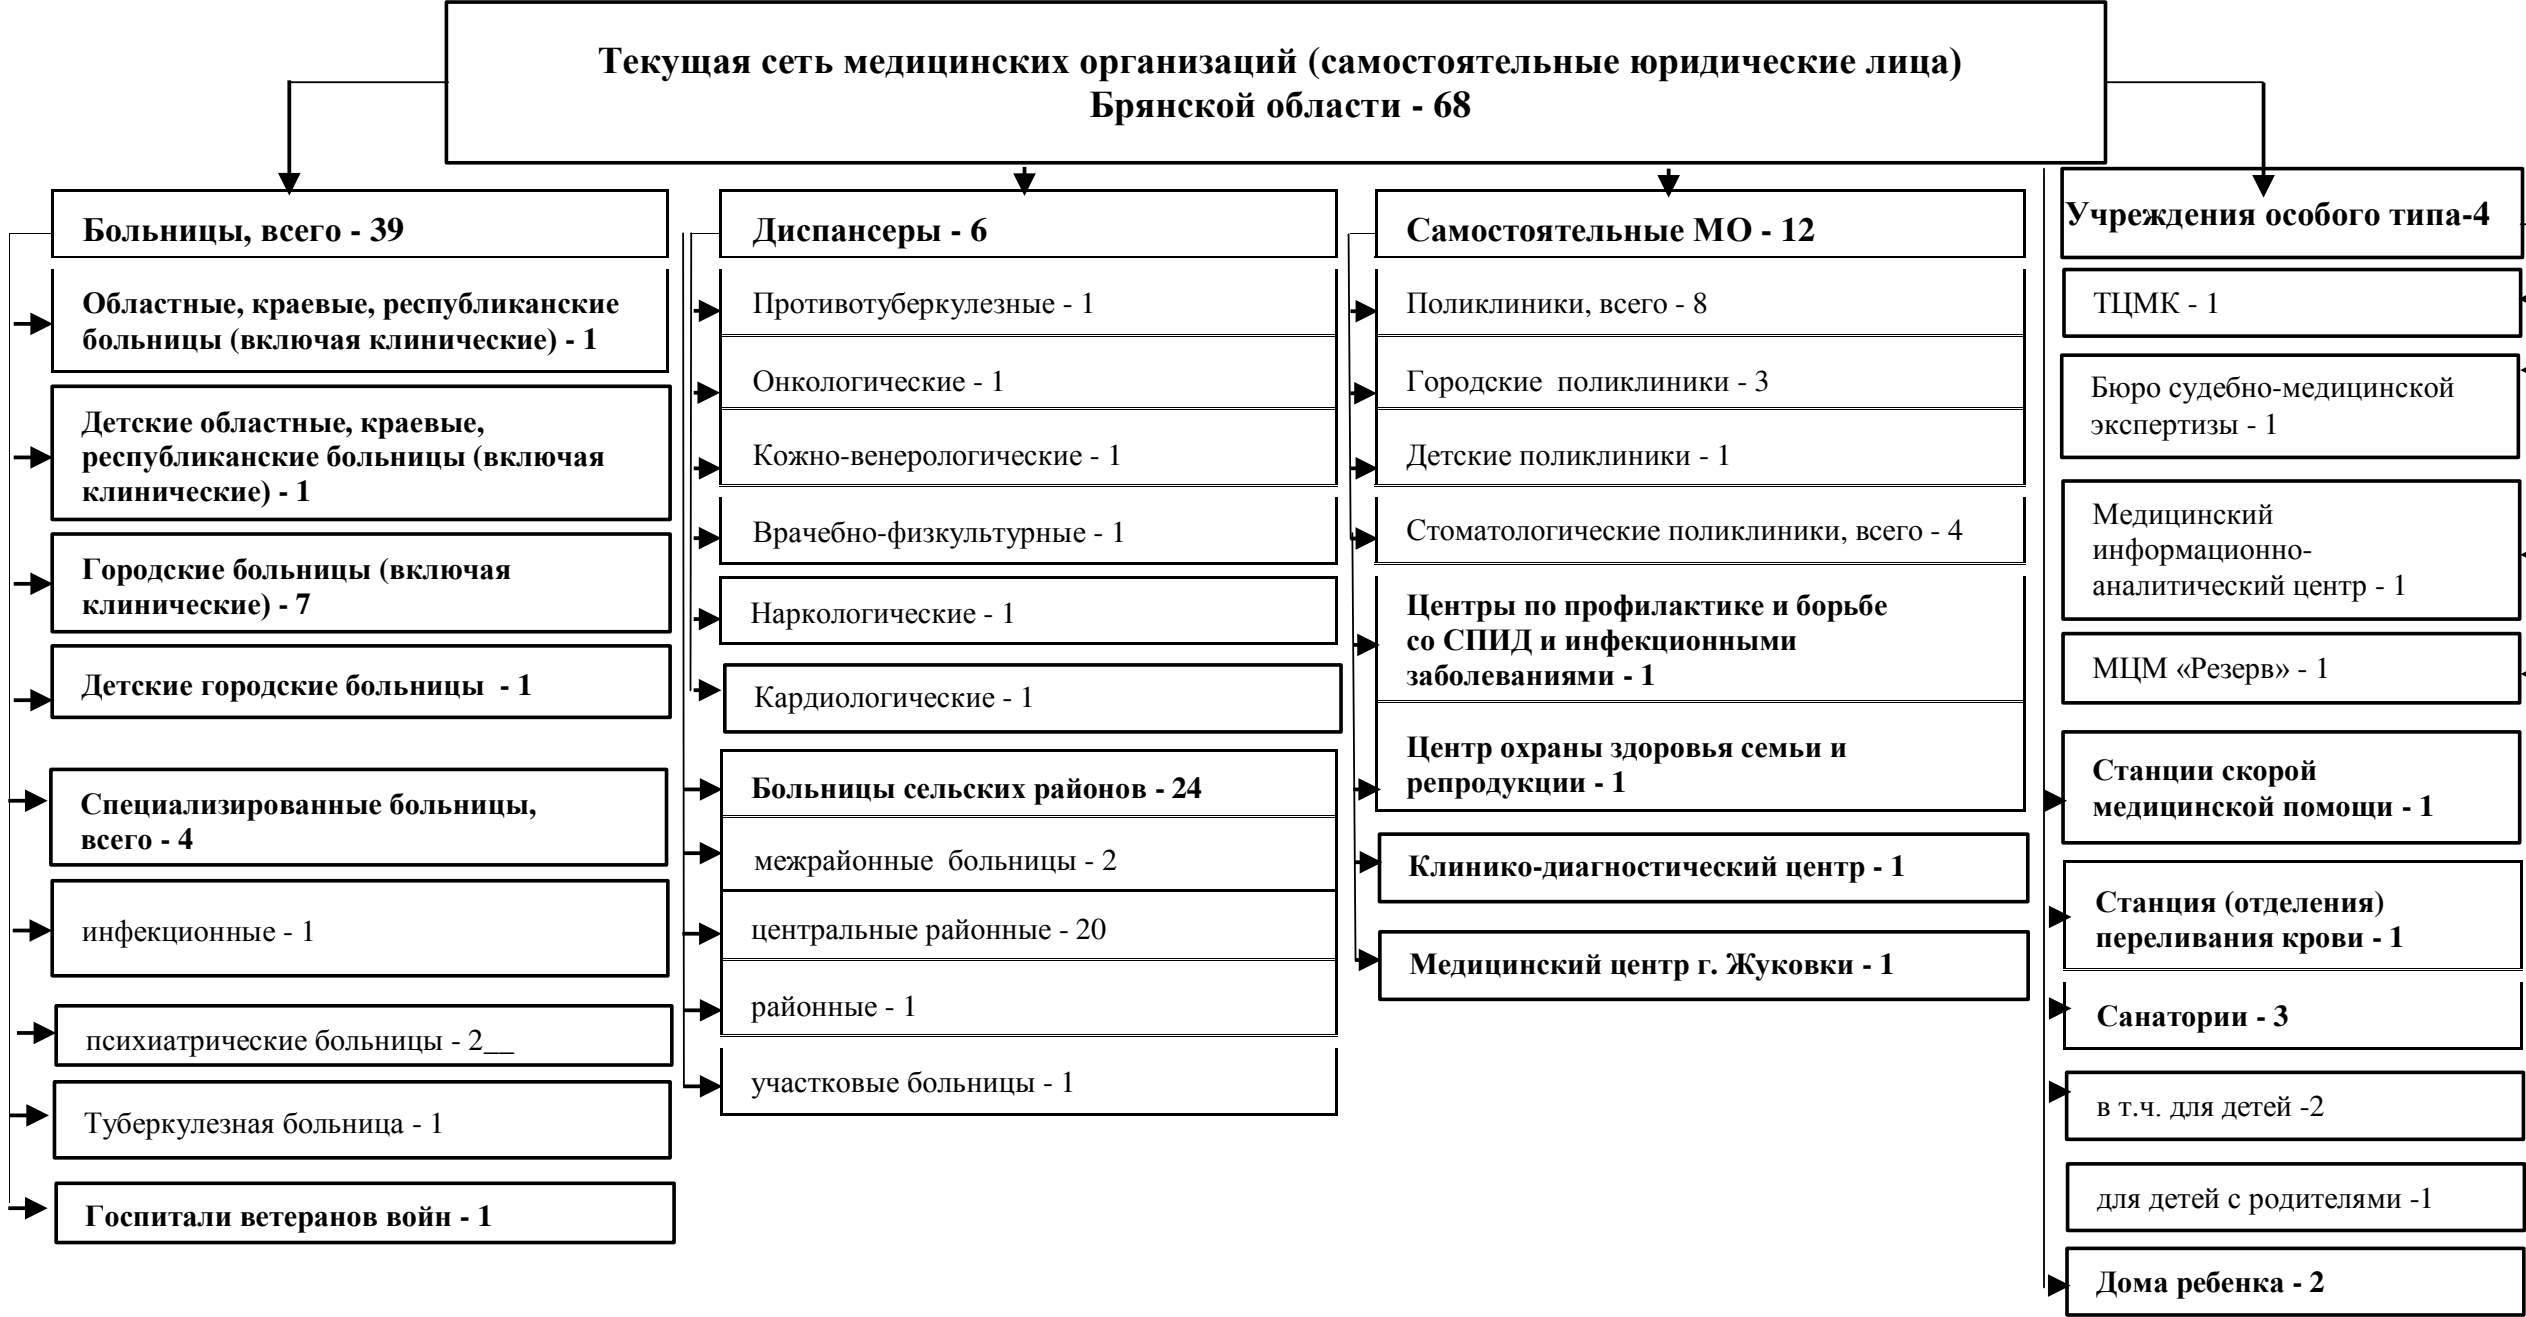 Текущая сеть медицинских организаций (самостоятельные юридические лица)
Брянской области - 68
Больницы, всего - 39
Областные, краевые, республиканские
больницы (включая клинические) - 1
Детские областные, краевые,
республиканские больницы (включая
клинические) - 1
Городские больницы (включая
клинические) - 7
Детские городские больницы - 1
Специализированные больницы,
всего - 4
инфекционные - 1
психиатрические больницы - 2__
Туберкулезная больница - 1
Госпитали ветеранов войн - 1
Диспансеры - 6
Противотуберкулезные - 1
Онкологические - 1
Кожно-венерологические - 1
Врачебно-физкультурные - 1
Наркологические - 1
Кардиологические - 1
Больницы сельских районов - 24
межрайонные больницы - 2
центральные районные - 20
районные - 1
участковые больницы - 1
Самостоятельные МО - 12
Поликлиники, всего - 8
Городские поликлиники - 3
Детские поликлиники - 1
Стоматологические поликлиники, всего - 4
Центры по профилактике и борьбе
со СПИД и инфекционными
заболеваниями - 1
Центр охраны здоровья семьи и
репродукции - 1
Клинико-диагностический центр - 1
Медицинский центр г. Жуковки - 1
Учреждения особого типа-4
ТЦМК - 1
Бюро судебно-медицинской
экспертизы - 1
Медицинский
информационно-
аналитический центр - 1
МЦМ «Резерв» - 1
Станции скорой
медицинской помощи - 1
Станция (отделения)
переливания крови - 1
Санатории - 3
в т.ч. для детей -2
для детей с родителями -1
Дома ребенка - 2